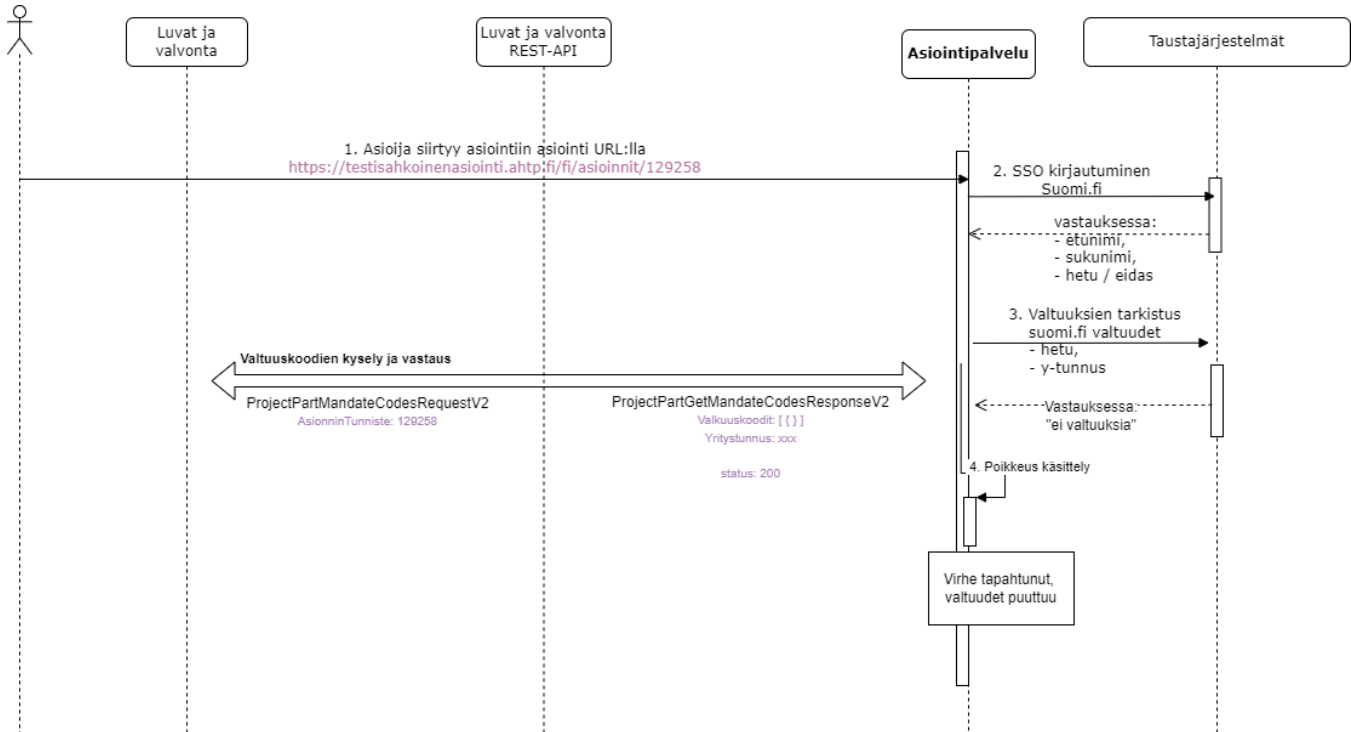 Luvat ja
valvonta
Luvat ja valvonta
REST-API
Asiointipalvelu
Taustajärjestelmät
1. Asioija siirtyy asiointiin asiointi URL:lla
https://testisahkoinenasiointi.ahtp.fi/fi/asioinnit/129258
2. SSO kirjautuminen
Suomi.fi
vastauksessa:
- etunimi,
- sukunimi,
- hetu / eidas
3. Valtuuksien tarkistus
suomi.fi valtuudet
- hetu,
- y-tunnus
Valtuuskoodien kysely ja vastaus
ProjectPartMandateCodesRequestV2
AsionninTunniste: 129258
ProjectPartGetMandateCodesResponseV2
Valkuuskoodit: [ { } ]
Yritystunnus: xxx
status: 200
Vastauksessa:
"ei valtuuksia"
4. Poikkeus käsittely
Virhe tapahtunut,
valtuudet puuttuu